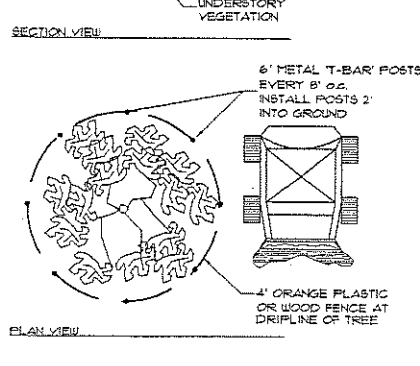 UNDERSTORY
VEGETATION
SECTION VIEW
6' METAL 'T-BAR' POSTS
EVERY 8' o.c.
INSTALL POSTS 2'
INTO GROUND
4' ORANGE PLASTIC
OR WOOD FENCE AT
DRIPLINE OF TREE
PLAN VIEW